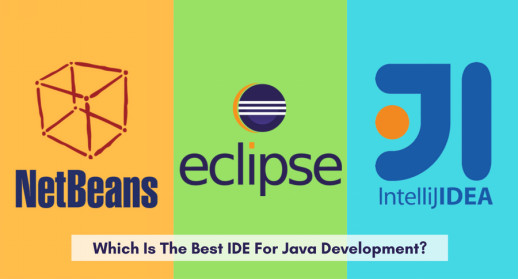 NetBeans
eclipse
IntelliJIDEA
Which Is The Best IDE For Java Development?